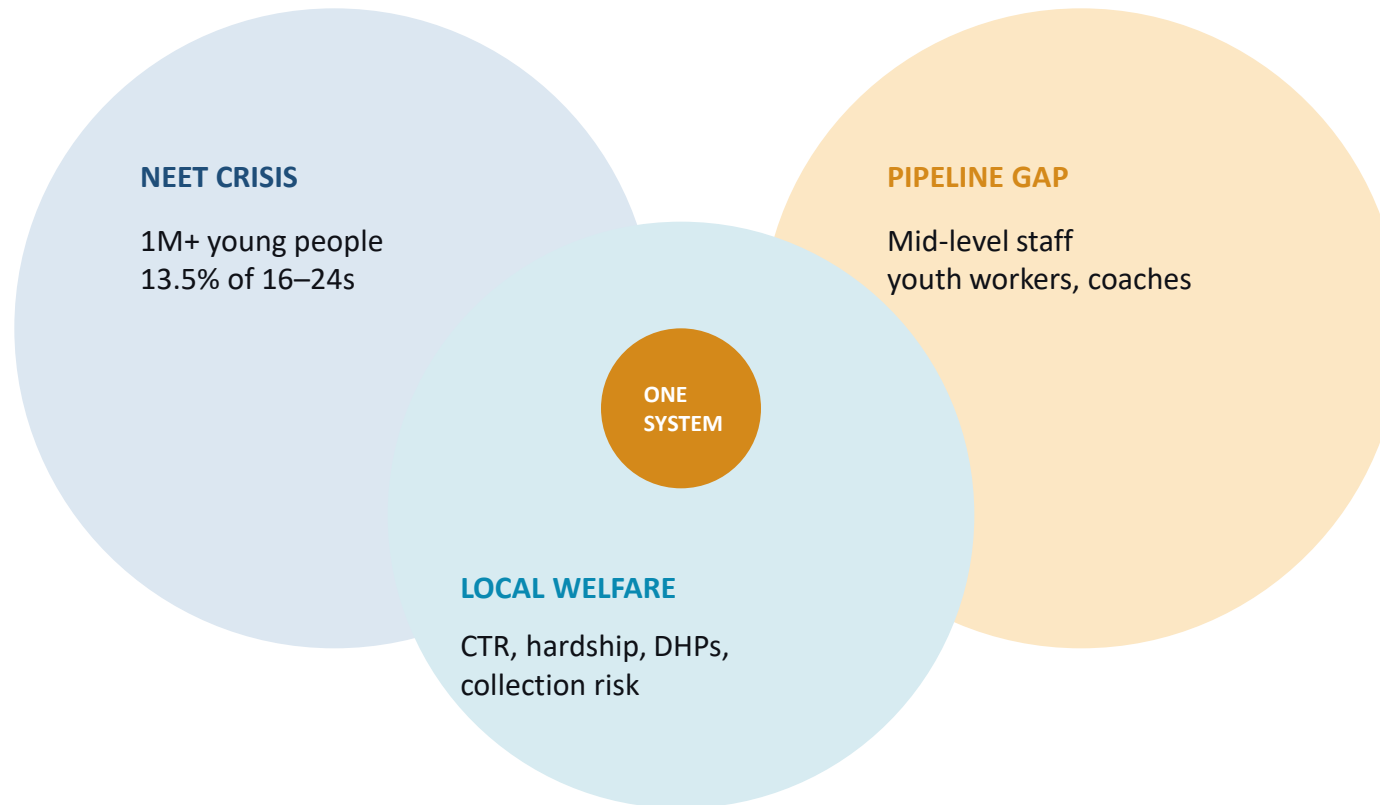 NEET CRISIS
1M+ young people
13.5% of 16–24s
PIPELINE GAP
Mid-level staff
youth workers, coaches
ONE
SYSTEM
LOCAL WELFARE
CTR, hardship, DHPs,
collection risk